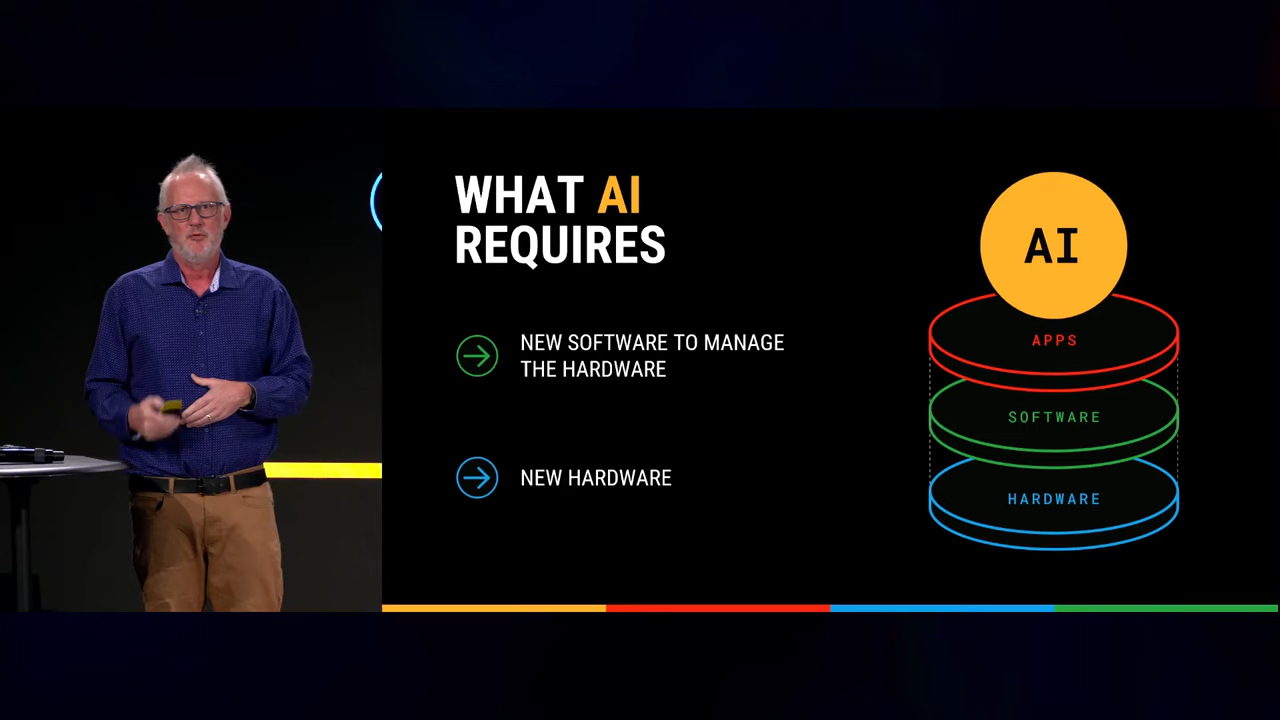 WHAT AI
REQUIRES
NEW SOFTWARE TO MANAGE
THE HARDWARE
NEW HARDWARE
AI
APPS
SOFTWARE
HARDWARE